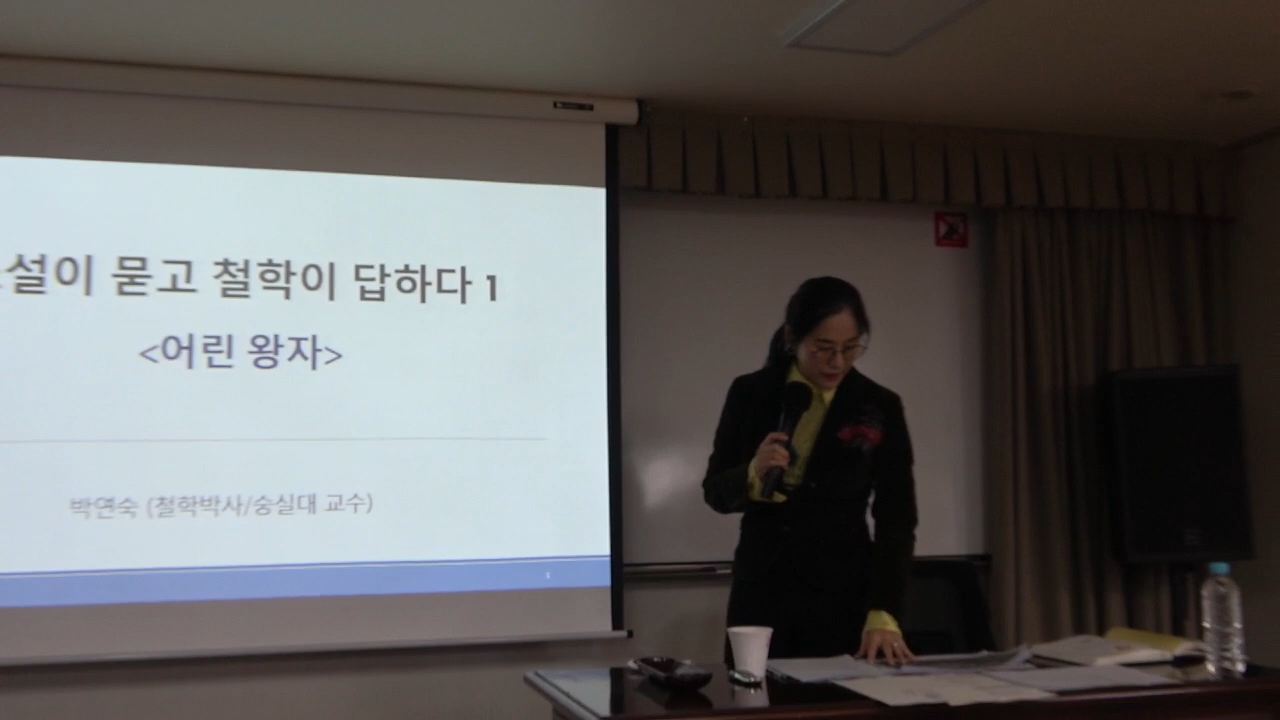 설이 묻고 철학이 답하다 1
<어린 왕자>
박연숙 (철학박사/숭실대 교수)